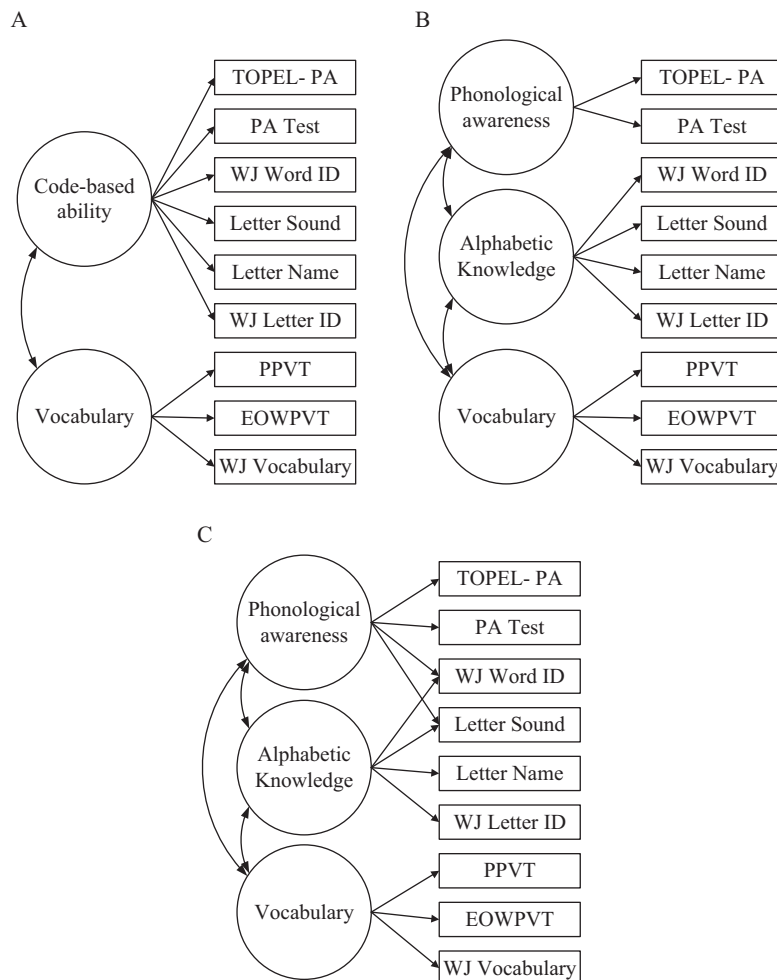 A
TOPEL- PA
PA Test
WJ Word ID
Code-based
ability
Letter Sound
Letter Name
WJ Letter ID
PPVT
Vocabulary
EOWPVT
WJ Vocabulary
B
TOPEL- PA
Phonological
awareness
PA Test
WJ Word ID
Letter Sound
Alphabetic
Knowledge
Letter Name
WJ Letter ID
PPVT
Vocabulary
EOWPVT
WJ Vocabulary
C
TOPEL- PA
Phonological
awareness
PA Test
WJ Word ID
Letter Sound
Alphabetic
Knowledge
Letter Name
WJ Letter ID
PPVT
Vocabulary
EOWPVT
WJ Vocabulary